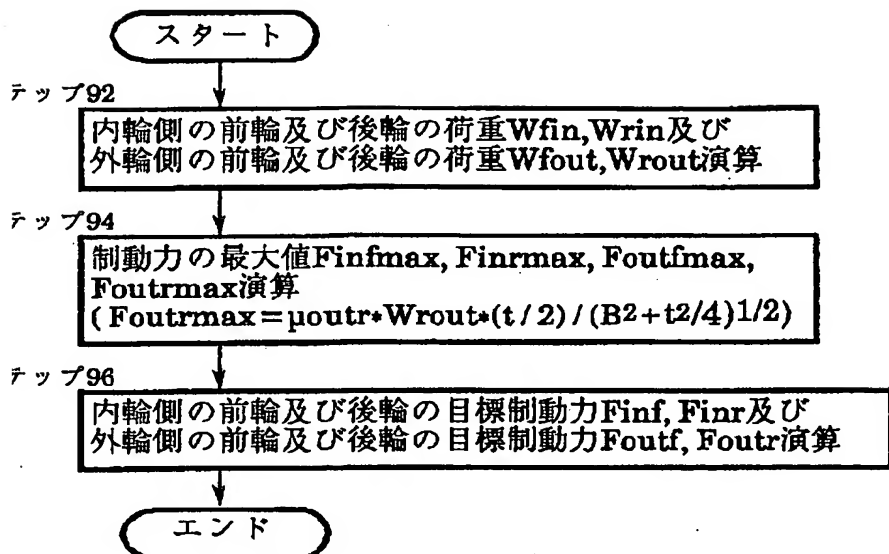 スタート
テップ92
内輪側の前輪及び後輪の荷重Wfin,Wrin及び
外輪側の前輪及び後輪の荷重Wfout,Wrout演算
テップ94
制動力の最大値Finfmax, Finrmax, Foutfmax,
Foutrmax演算
( Foutrmax=μoutr*Wrout*(t/2)/(B2+t2/4)1/2)
テップ96
内輪側の前輪及び後輪の目標制動力Finf, Finr及び
外輪側の前輪及び後輪の目標制動力Foutf, Foutr演算
エンド